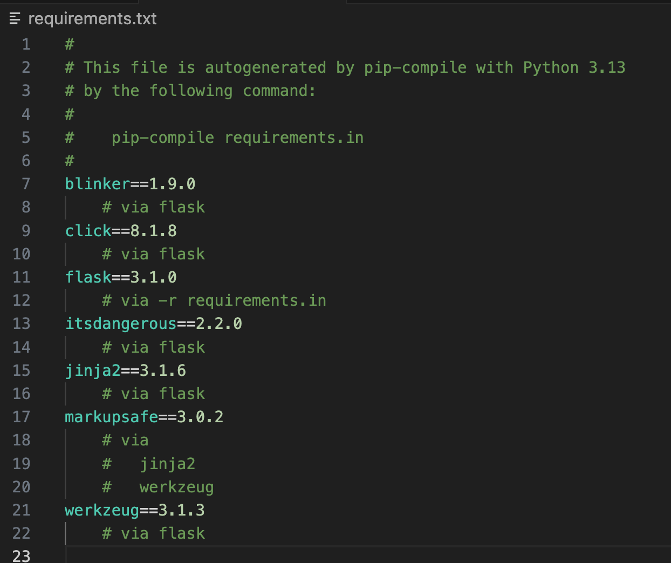 requirements.txt
1 #
2 # This file is autogenerated by pip-compile with Python 3.13
3 # by the following command:
4 #
5 #    pip-compile requirements.in
6 #
7 blinker==1.9.0
8     # via flask
9 click==8.1.8
10     # via flask
11 flask==3.1.0
12     # via -r requirements.in
13 itsdangerous==2.2.0
14     # via flask
15 jinja2==3.1.6
16     # via flask
17 markupsafe==3.0.2
18     # via
19     #   jinja2
20     #   werkzeug
21 werkzeug==3.1.3
22     # via flask
23